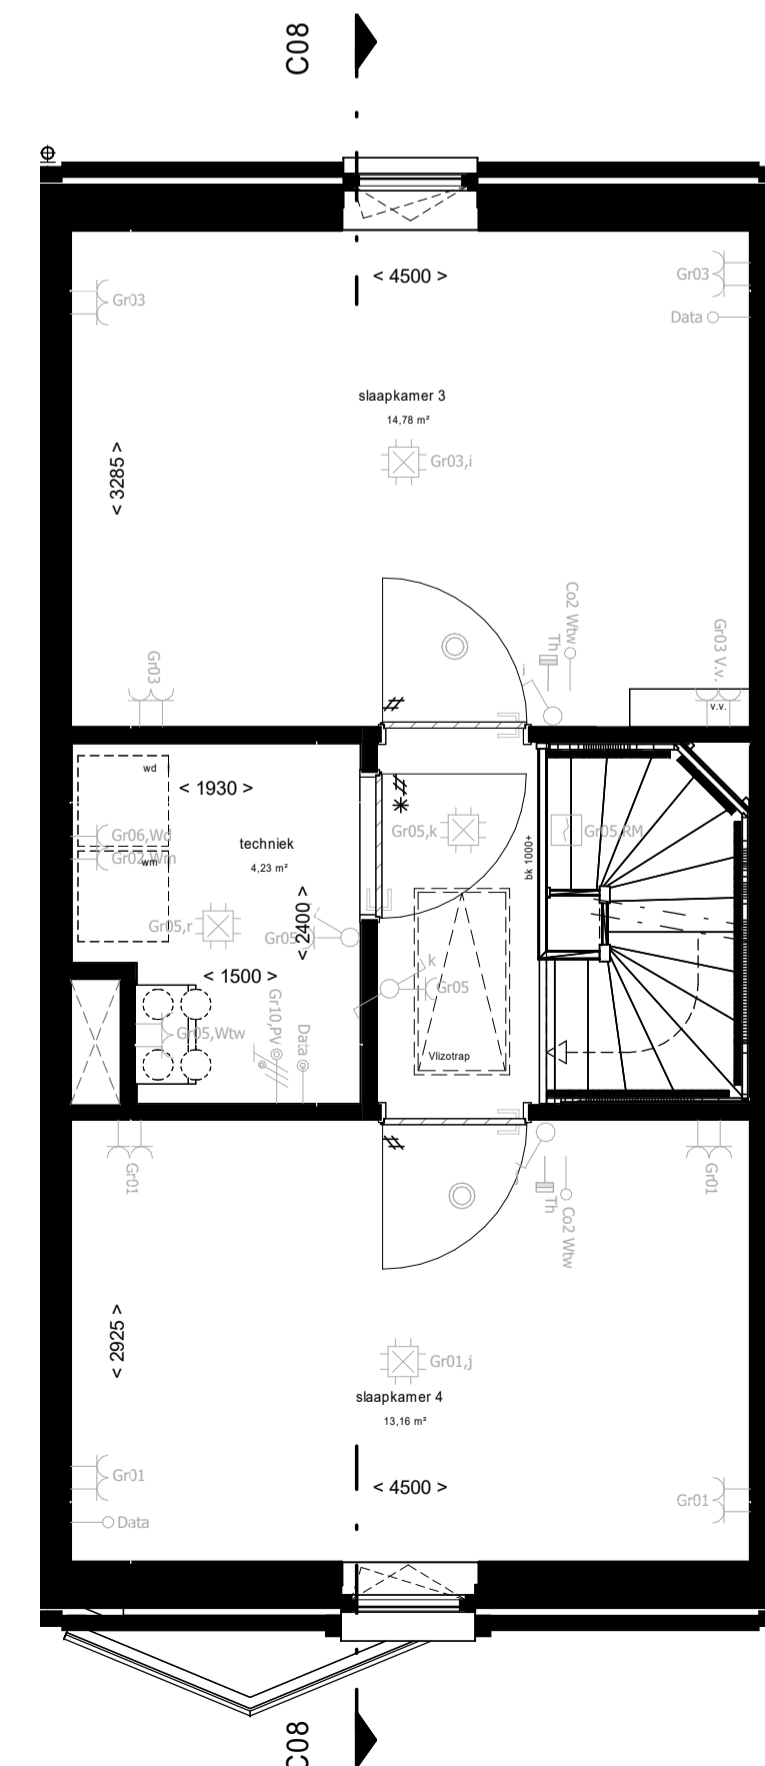 C08
< 4500 >
Gr03
Gr03
Data
slaapkamer 3
14,78 m²
< 3285 >
Gr03,i
Co2 Wtw
Th
i
Gr03
Gr03 V.v.
v.v.
wd
< 1930 >
Gr06,Wd
Gr02,Wm
wm
techniek
4,23 m²
Gr05,k
Gr05,RM
bk 1000+
Gr05,r
< 2400 >
Gr05
k
Gr05
< 1500 >
Gr05,Wtw
Gr10,PV
Data
Vlizotrap
Gr01
Gr01
Th
Co2 Wtw
< 2925 >
Gr01,j
slaapkamer 4
13,16 m²
Gr01
Gr01
< 4500 >
Data
C08